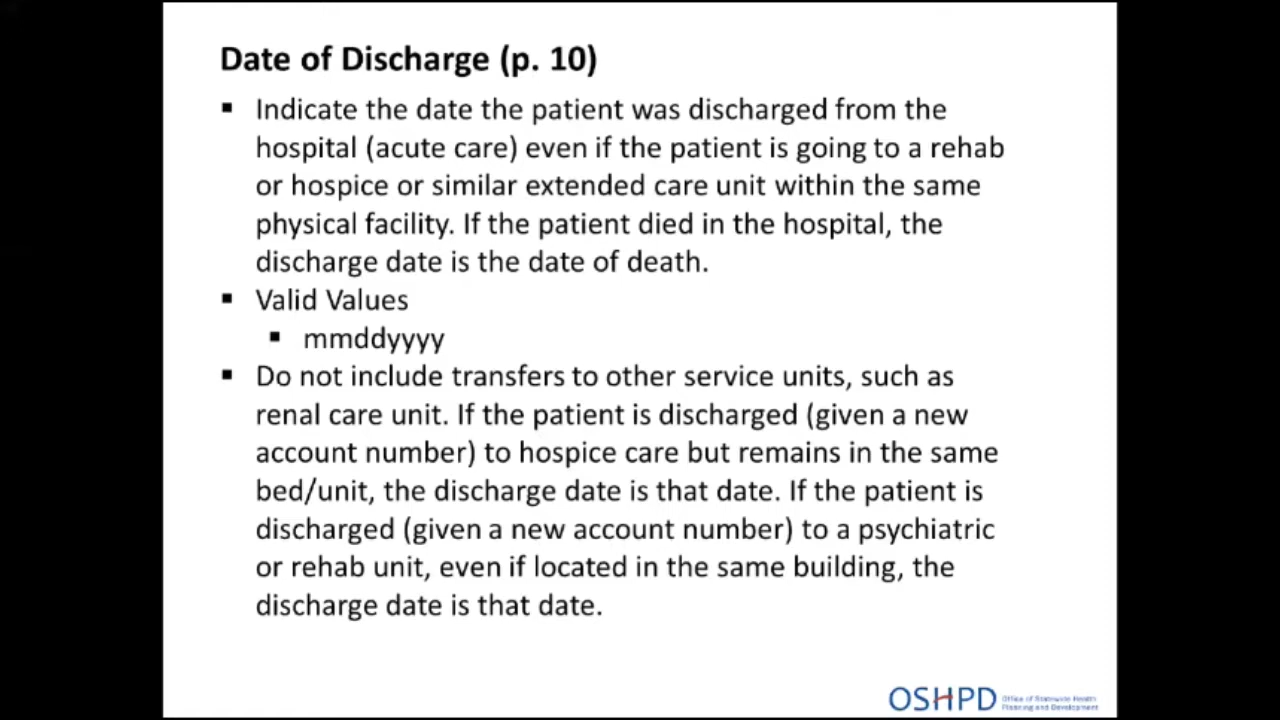 Date of Discharge (p. 10)
▪ Indicate the date the patient was discharged from the
hospital (acute care) even if the patient is going to a rehab
or hospice or similar extended care unit within the same
physical facility. If the patient died in the hospital, the
discharge date is the date of death.
▪ Valid Values
▪ mmddyyyy
▪ Do not include transfers to other service units, such as
renal care unit. If the patient is discharged (given a new
account number) to hospice care but remains in the same
bed/unit, the discharge date is that date. If the patient is
discharged (given a new account number) to a psychiatric
or rehab unit, even if located in the same building, the
discharge date is that date.
OSHPD
Office of Statewide Health
Planning and Development